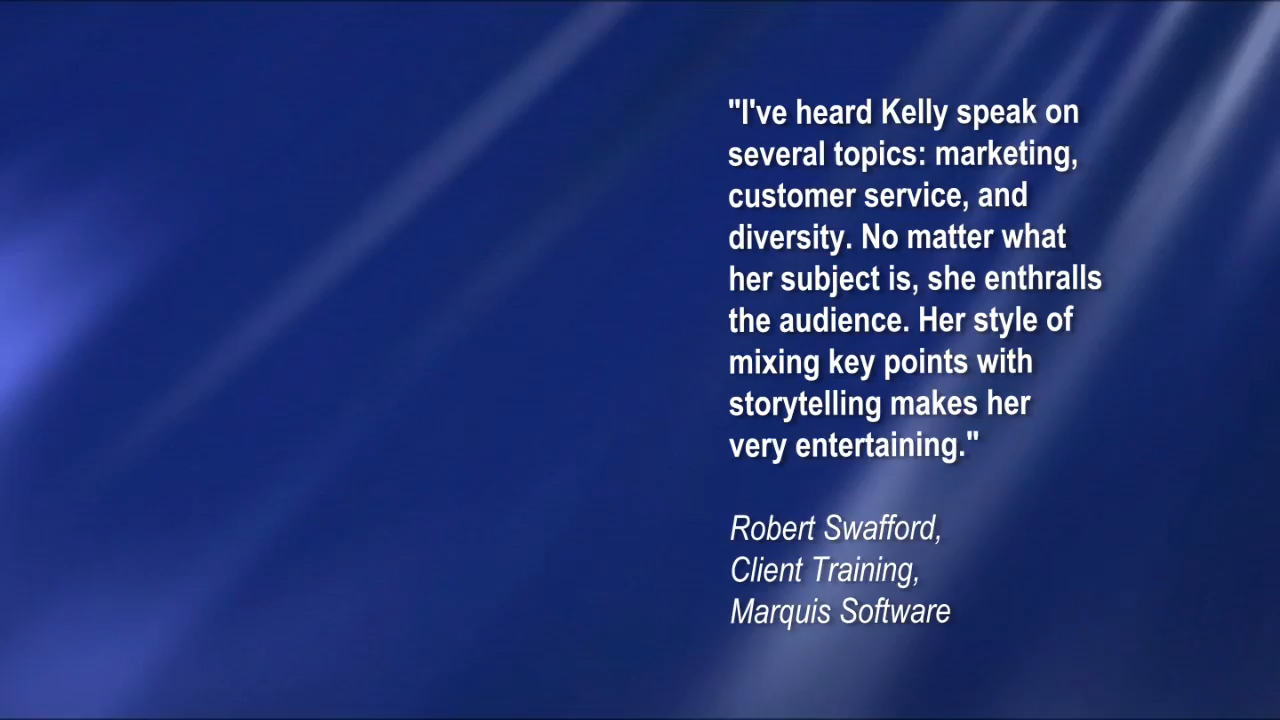 "I've heard Kelly speak on
several topics: marketing,
customer service, and
diversity. No matter what
her subject is, she enthralls
the audience. Her style of
mixing key points with
storytelling makes her
very entertaining."
Robert Swafford,
Client Training,
Marquis Software